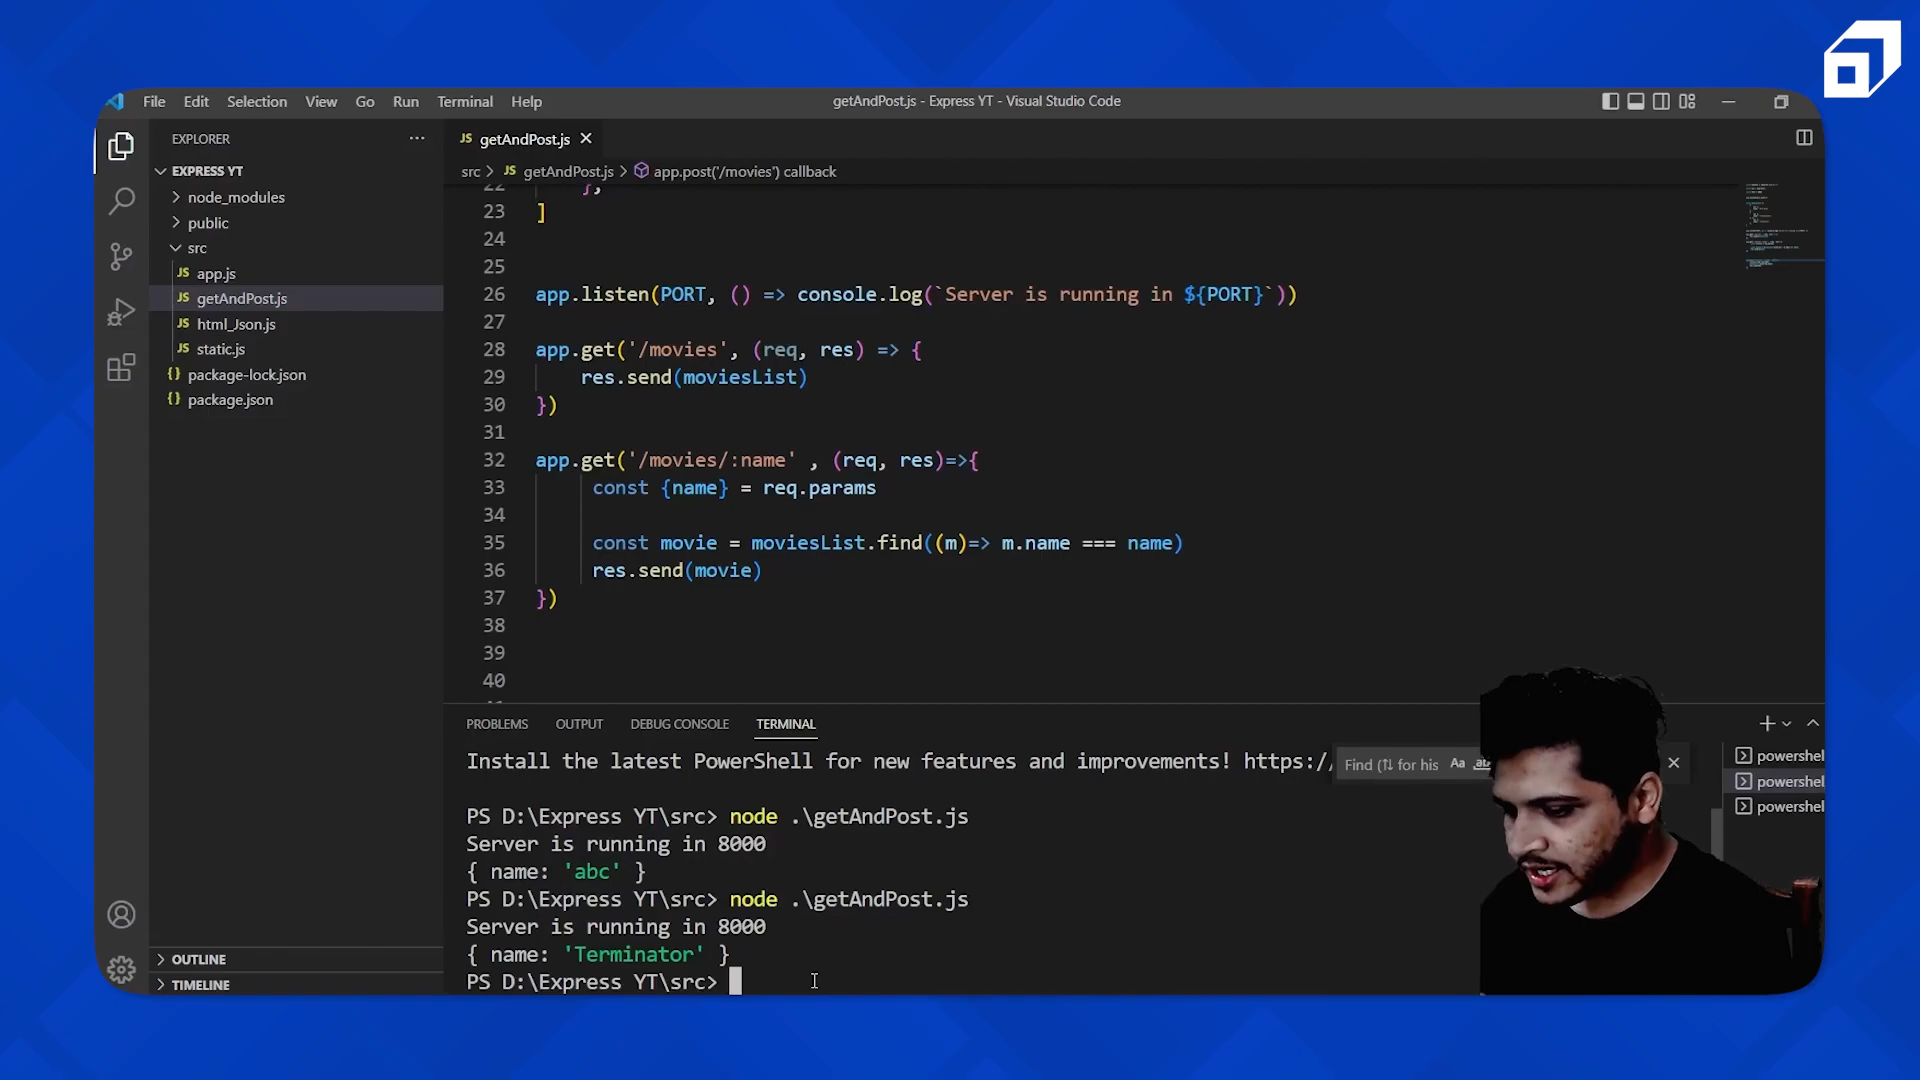 File Edit Selection View Go Run Terminal Help
getAndPost.js - Express YT - Visual Studio Code
EXPLORER
EXPRESS YT
node_modules
public
src
JS app.js
JS getAndPost.js
JS html_Json.js
JS static.js
{} package-lock.json
{} package.json
OUTLINE
TIMELINE
JS getAndPost.js
src > JS getAndPost.js > app.post('/movies') callback
22 },
23 ]
24
25
26 app.listen(PORT, () => console.log(`Server is running in ${PORT}`))
27
28 app.get('/movies', (req, res) => {
29 res.send(moviesList)
30 })
31
32 app.get('/movies/:name' , (req, res)=>{
33 const {name} = req.params
34
35 const movie = moviesList.find((m)=> m.name === name)
36 res.send(movie)
37 })
38
39
40
PROBLEMS OUTPUT DEBUG CONSOLE TERMINAL
Install the latest PowerShell for new features and improvements! https:/
Find (⇅ for his Aa
PS D:\Express YT\src> node .\getAndPost.js
Server is running in 8000
{ name: 'abc' }
PS D:\Express YT\src> node .\getAndPost.js
Server is running in 8000
{ name: 'Terminator' }
PS D:\Express YT\src>
powershel
powershel
powershel